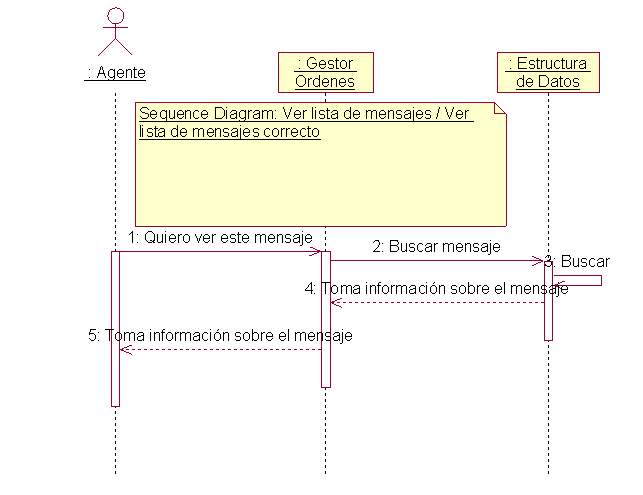 : Agente
: Gestor
Ordenes
: Estructura
de Datos
Sequence Diagram: Ver lista de mensajes / Ver
lista de mensajes correcto
1: Quiero ver este mensaje
2: Buscar mensaje
3: Buscar
4: Toma información sobre el mensaje
5: Toma información sobre el mensaje